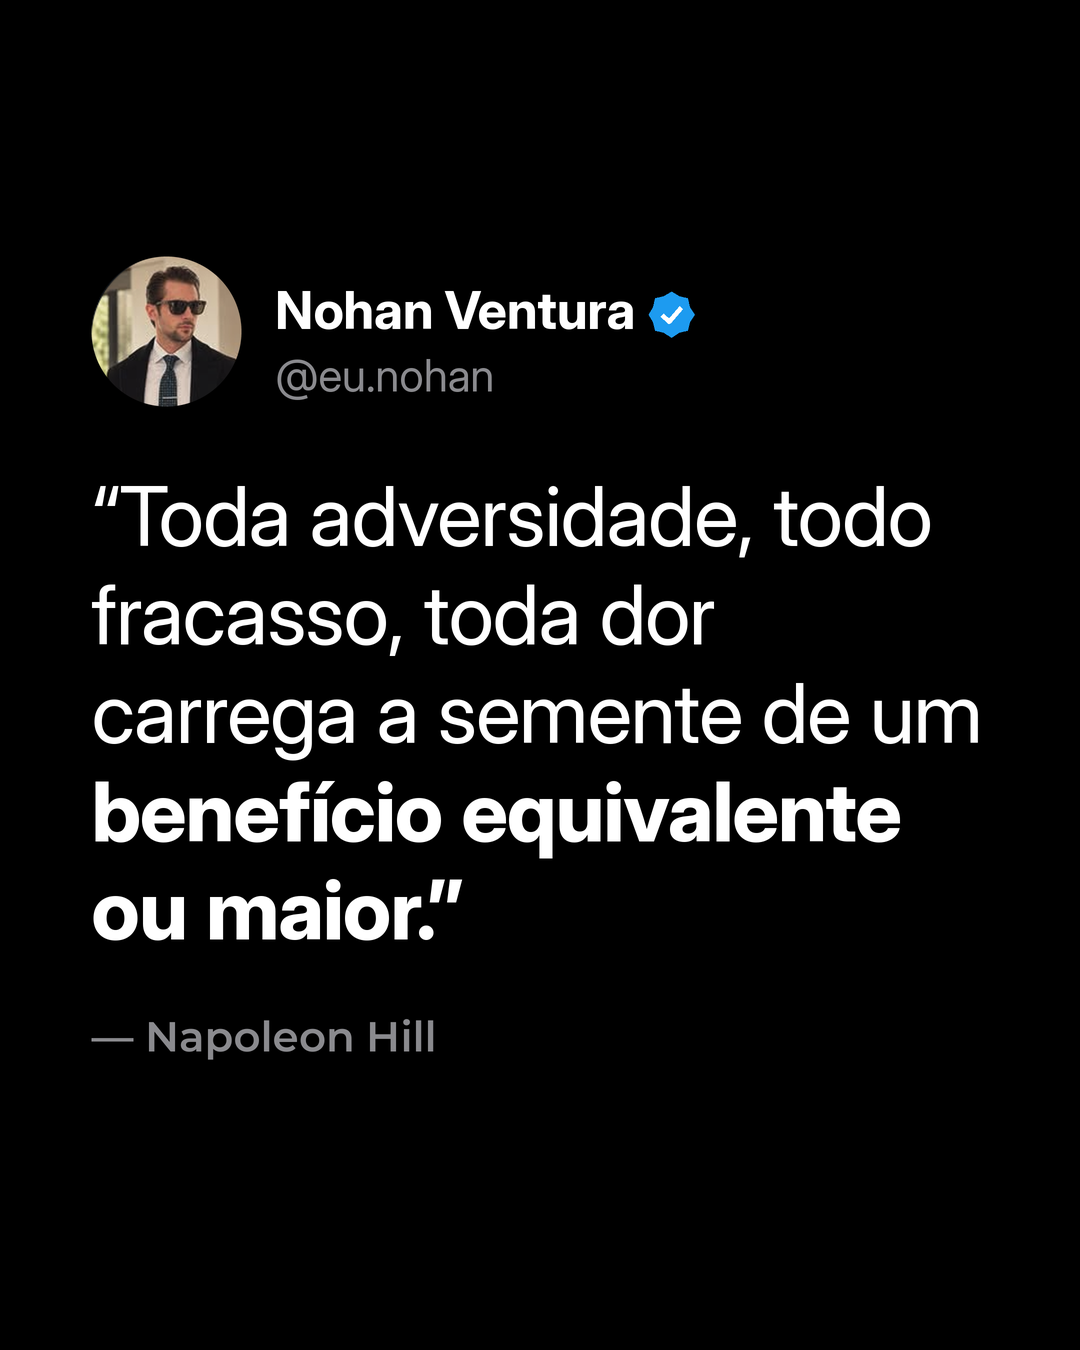 Nohan Ventura
@eu.nohan
“Toda adversidade, todo
fracasso, toda dor
carrega a semente de um
benefício equivalente
ou maior.”
— Napoleon Hill